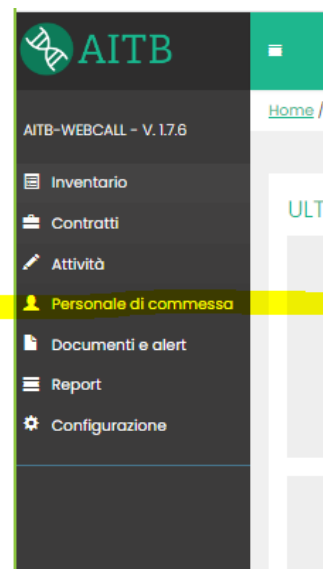 AITB
Home /
AITB-WEBCALL - V. 1.7.6
Inventario
ULT
Contratti
Attività
Personale di commessa
Documenti e alert
Report
Configurazione